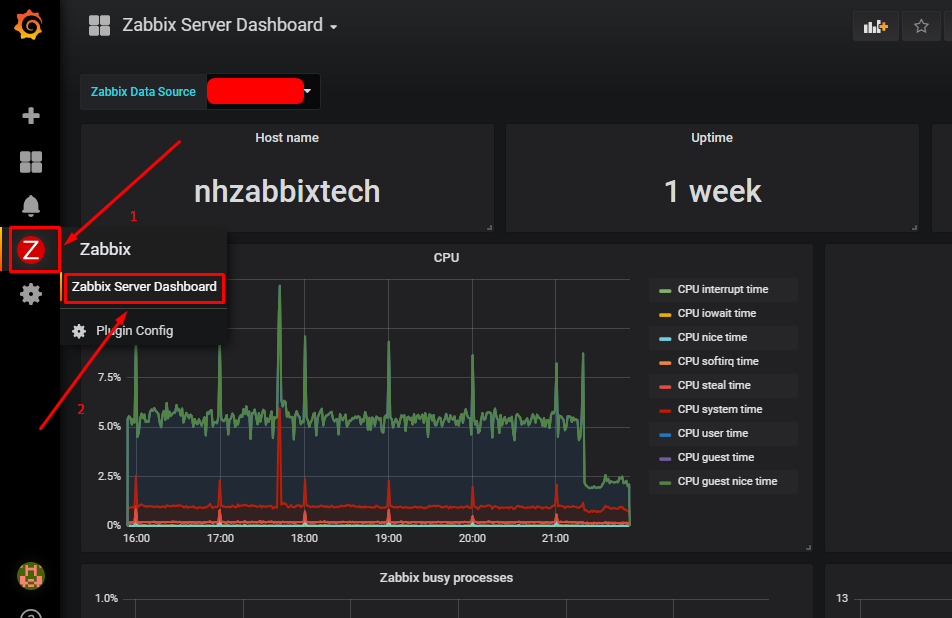 Zabbix Server Dashboard
Zabbix Data Source
Host name
nhzabbixtech
Uptime
1 week
1
Z
Zabbix
Zabbix Server Dashboard
Plugin Config
2
CPU
7.5%
5.0%
2.5%
0%
16:00 17:00 18:00 19:00 20:00 21:00
CPU interrupt time
CPU iowait time
CPU nice time
CPU softirq time
CPU steal time
CPU system time
CPU user time
CPU guest time
CPU guest nice time
Zabbix busy processes
1.0%
13